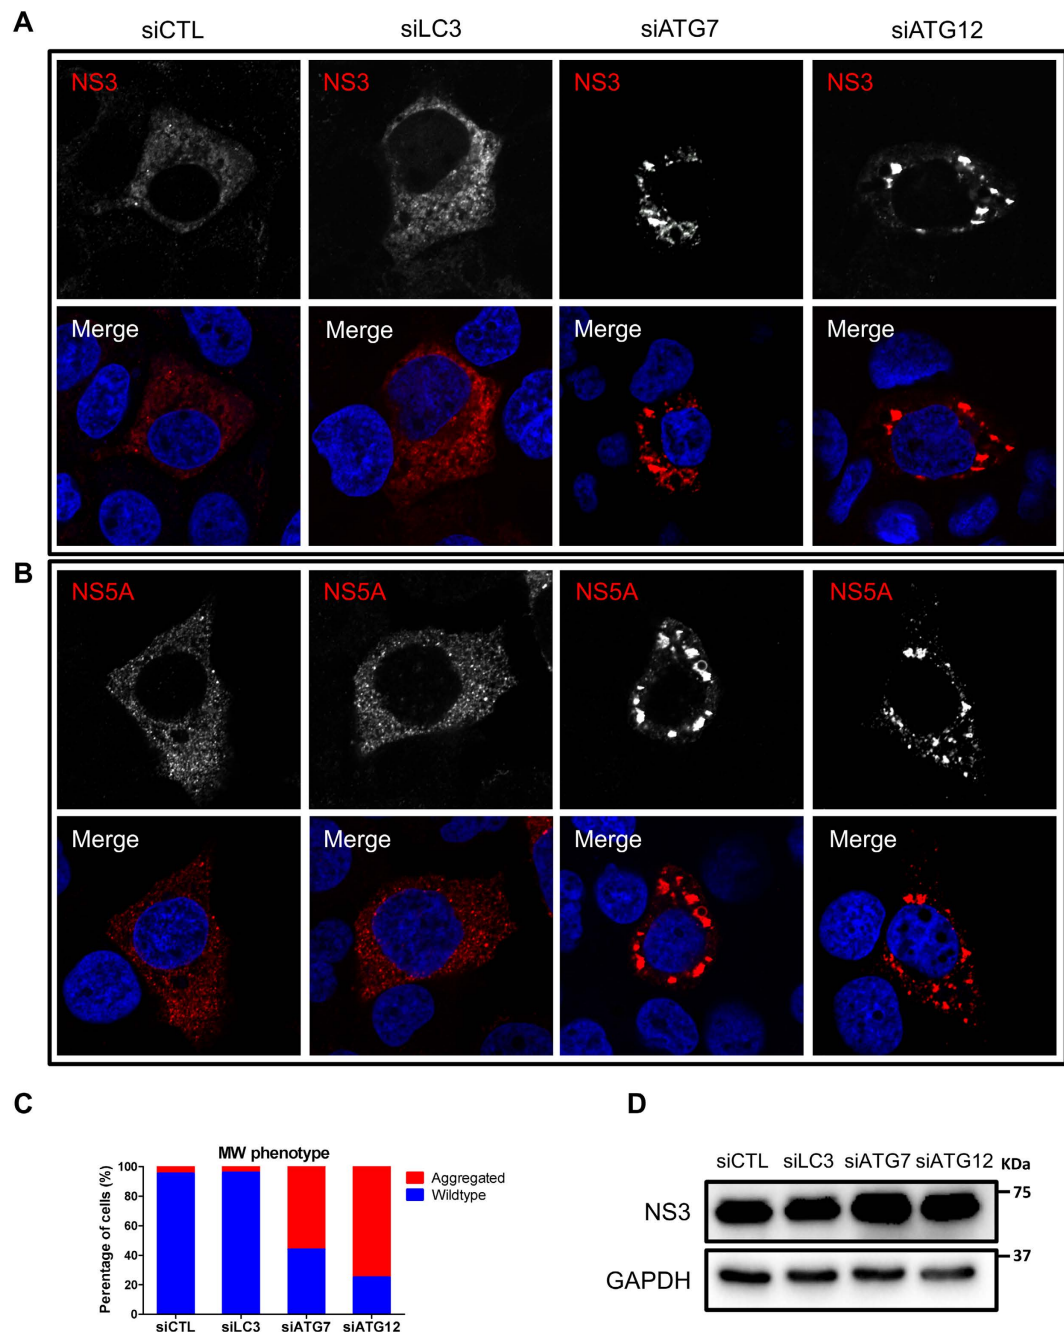 A
siCTL siLC3 siATG7 siATG12
NS3 NS3 NS3 NS3
Merge Merge Merge Merge
B
NS5A NS5A NS5A NS5A
Merge Merge Merge Merge
C
MW phenotype
Perentage of cells (%)
100
80
60
40
20
0
Aggregated
Wildtype
siCTL siLC3 siATG7 siATG12
D
siCTL siLC3 siATG7 siATG12 KDa
NS3
75
GAPDH
37